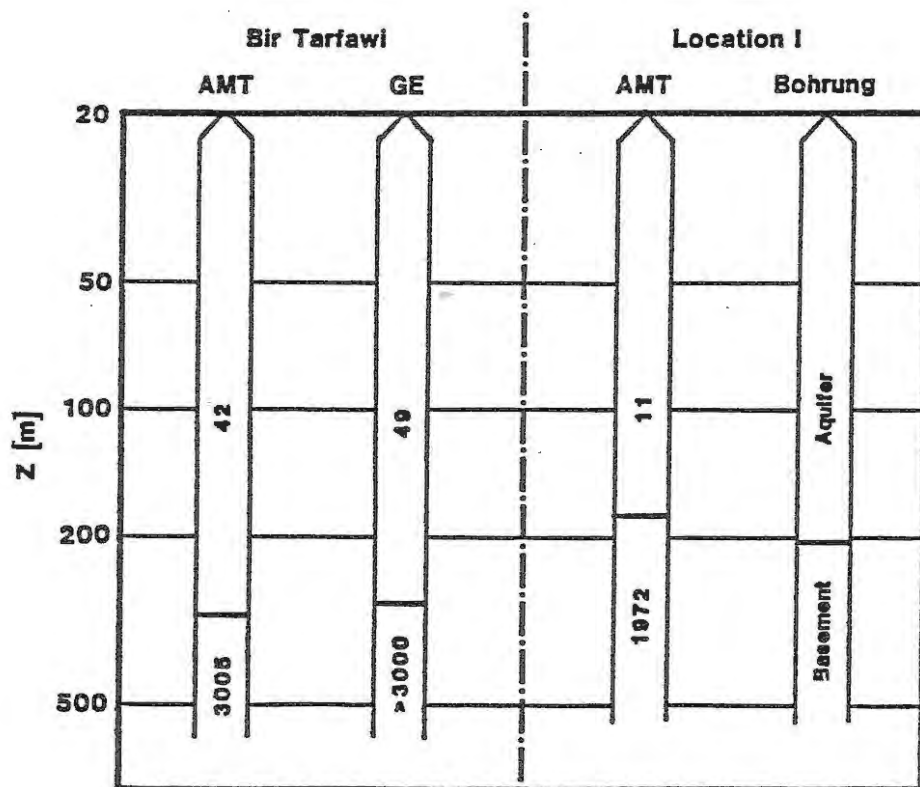 Bir Tarfawi
Location I
AMT
GE
AMT
Bohrung
20
50
100
200
500
Z [m]
42
3005
49
>3000
11
1972
Aquifer
Basement